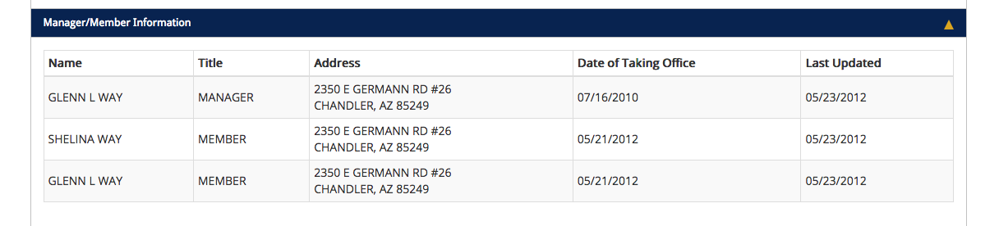 Manager/Member Information
Name Title Address Date of Taking Office Last Updated
GLENN L WAY MANAGER 2350 E GERMANN RD #26 07/16/2010 05/23/2012
CHANDLER, AZ 85249
SHELINA WAY MEMBER 2350 E GERMANN RD #26 05/21/2012 05/23/2012
CHANDLER, AZ 85249
GLENN L WAY MEMBER 2350 E GERMANN RD #26 05/21/2012 05/23/2012
CHANDLER, AZ 85249